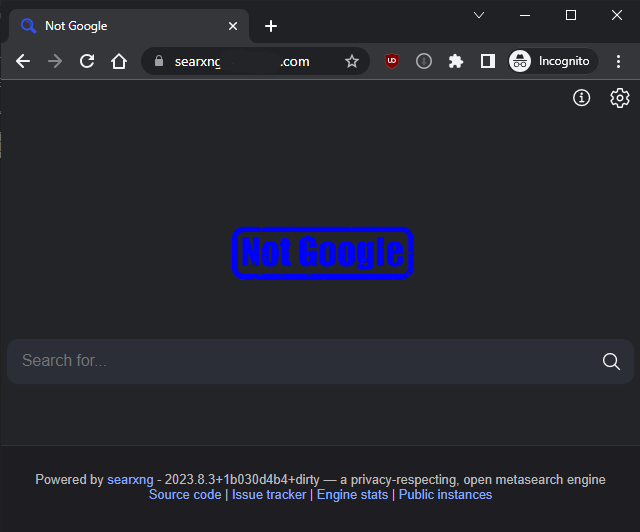 Not Google
searxng .com
Incognito
Not Google
Search for...
Powered by searxng - 2023.8.3+1b030d4b4+dirty — a privacy-respecting, open metasearch engine
Source code | Issue tracker | Engine stats | Public instances